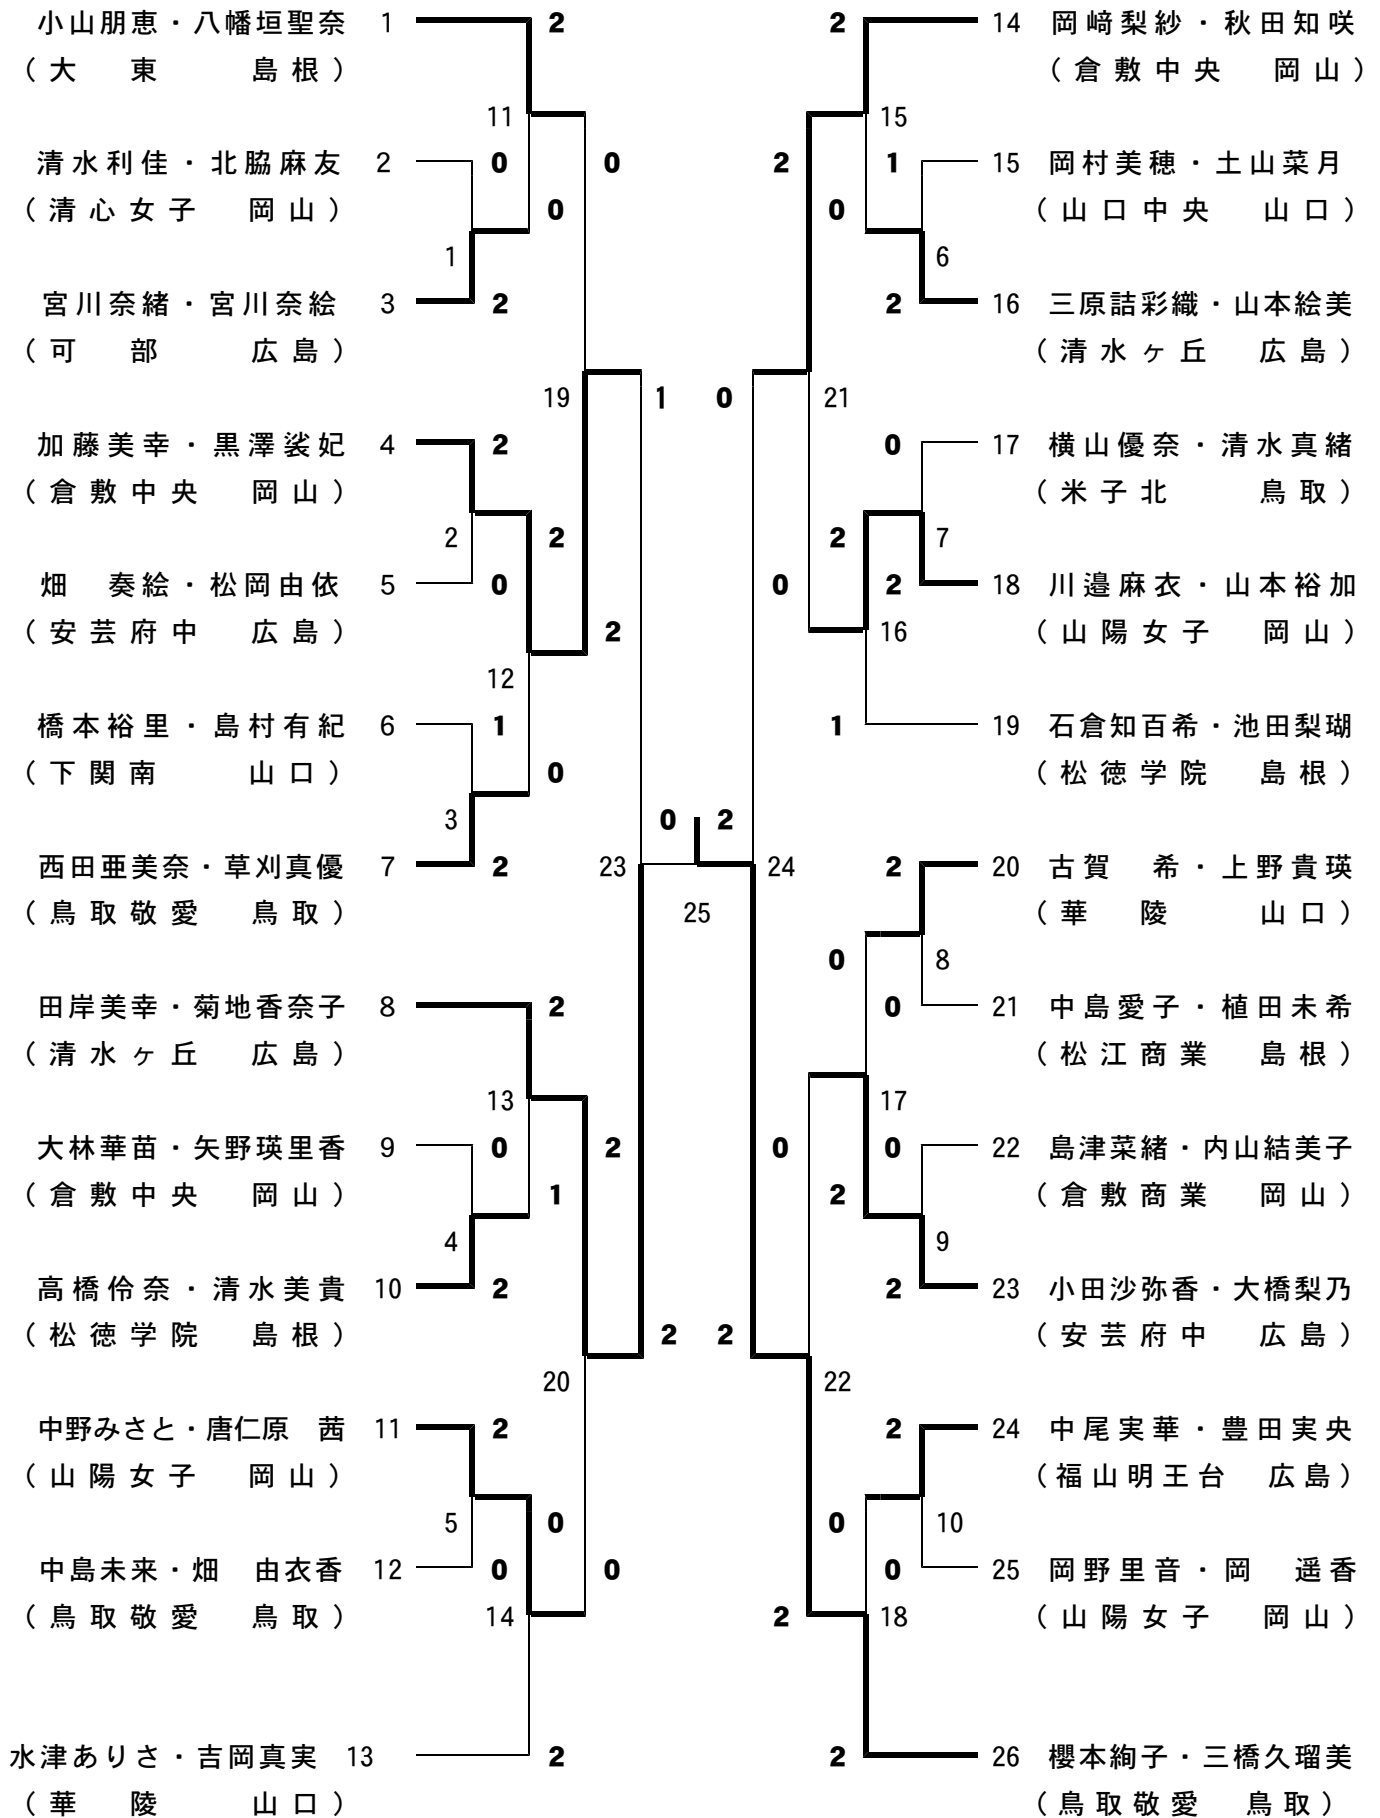 小山朋恵・八幡垣聖奈 1 2
(大 東 島根)
11
清水利佳・北脇麻友 2 0 0
(清心女子 岡山) 0
1
宮川奈緒・宮川奈絵 3 2
(可 部 広島)
19 1
加藤美幸・黒澤裟妃 4 2
(倉敷中央 岡山)
2 2
畑 奏絵・松岡由依 5 0
(安芸府中 広島) 2
12
橋本裕里・島村有紀 6 1
(下関南 山口) 0
3 0
西田亜美奈・草刈真優 7 2 23
(鳥取敬愛 鳥取) 25
田岸美幸・菊地香奈子 8 2
(清水ヶ丘 広島)
13
大林華苗・矢野瑛里香 9 0 2
(倉敷中央 岡山) 1
4
高橋伶奈・清水美貴 10 2
(松徳学院 島根) 2
20
中野みさと・唐仁原 茜 11 2
(山陽女子 岡山)
5 0
中島未来・畑 由衣香 12 0 0
(鳥取敬愛 鳥取) 14
水津ありさ・吉岡真実 13 2
(華 陵 山口)
2 14 岡﨑梨紗・秋田知咲
(倉敷中央 岡山)
15
2 1 15 岡村美穂・土山菜月
0 (山口中央 山口)
6
2 16 三原詰彩織・山本絵美
(清水ヶ丘 広島)
0 21
0 17 横山優奈・清水真緒
(米子北 鳥取)
2 7
0 2 18 川邉麻衣・山本裕加
16 (山陽女子 岡山)
1 19 石倉知百希・池田梨瑚
(松徳学院 島根)
2
24 2 20 古賀 希・上野貴瑛
(華 陵 山口)
0 8
0 21 中島愛子・植田未希
(松江商業 島根)
17
0 0 22 島津菜緒・内山結美子
2 (倉敷商業 岡山)
9
2 23 小田沙弥香・大橋梨乃
2 (安芸府中 広島)
22
2 24 中尾実華・豊田実央
(福山明王台 広島)
0 10
0 25 岡野里音・岡 遥香
2 18 (山陽女子 岡山)
2 26 櫻本絢子・三橋久瑠美
(鳥取敬愛 鳥取)